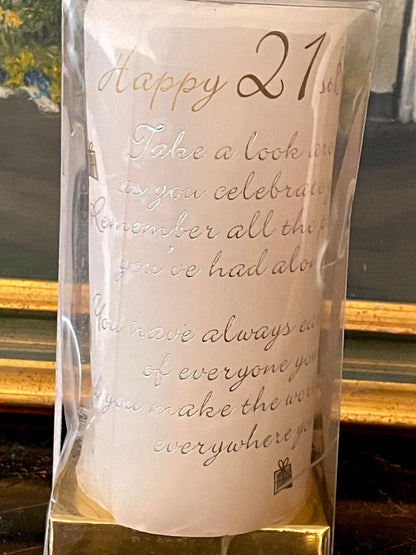 Happy 21st
Take a look
as you celebrate
Remember all the
you've had
You have always
of everyone
you make the
everywhere